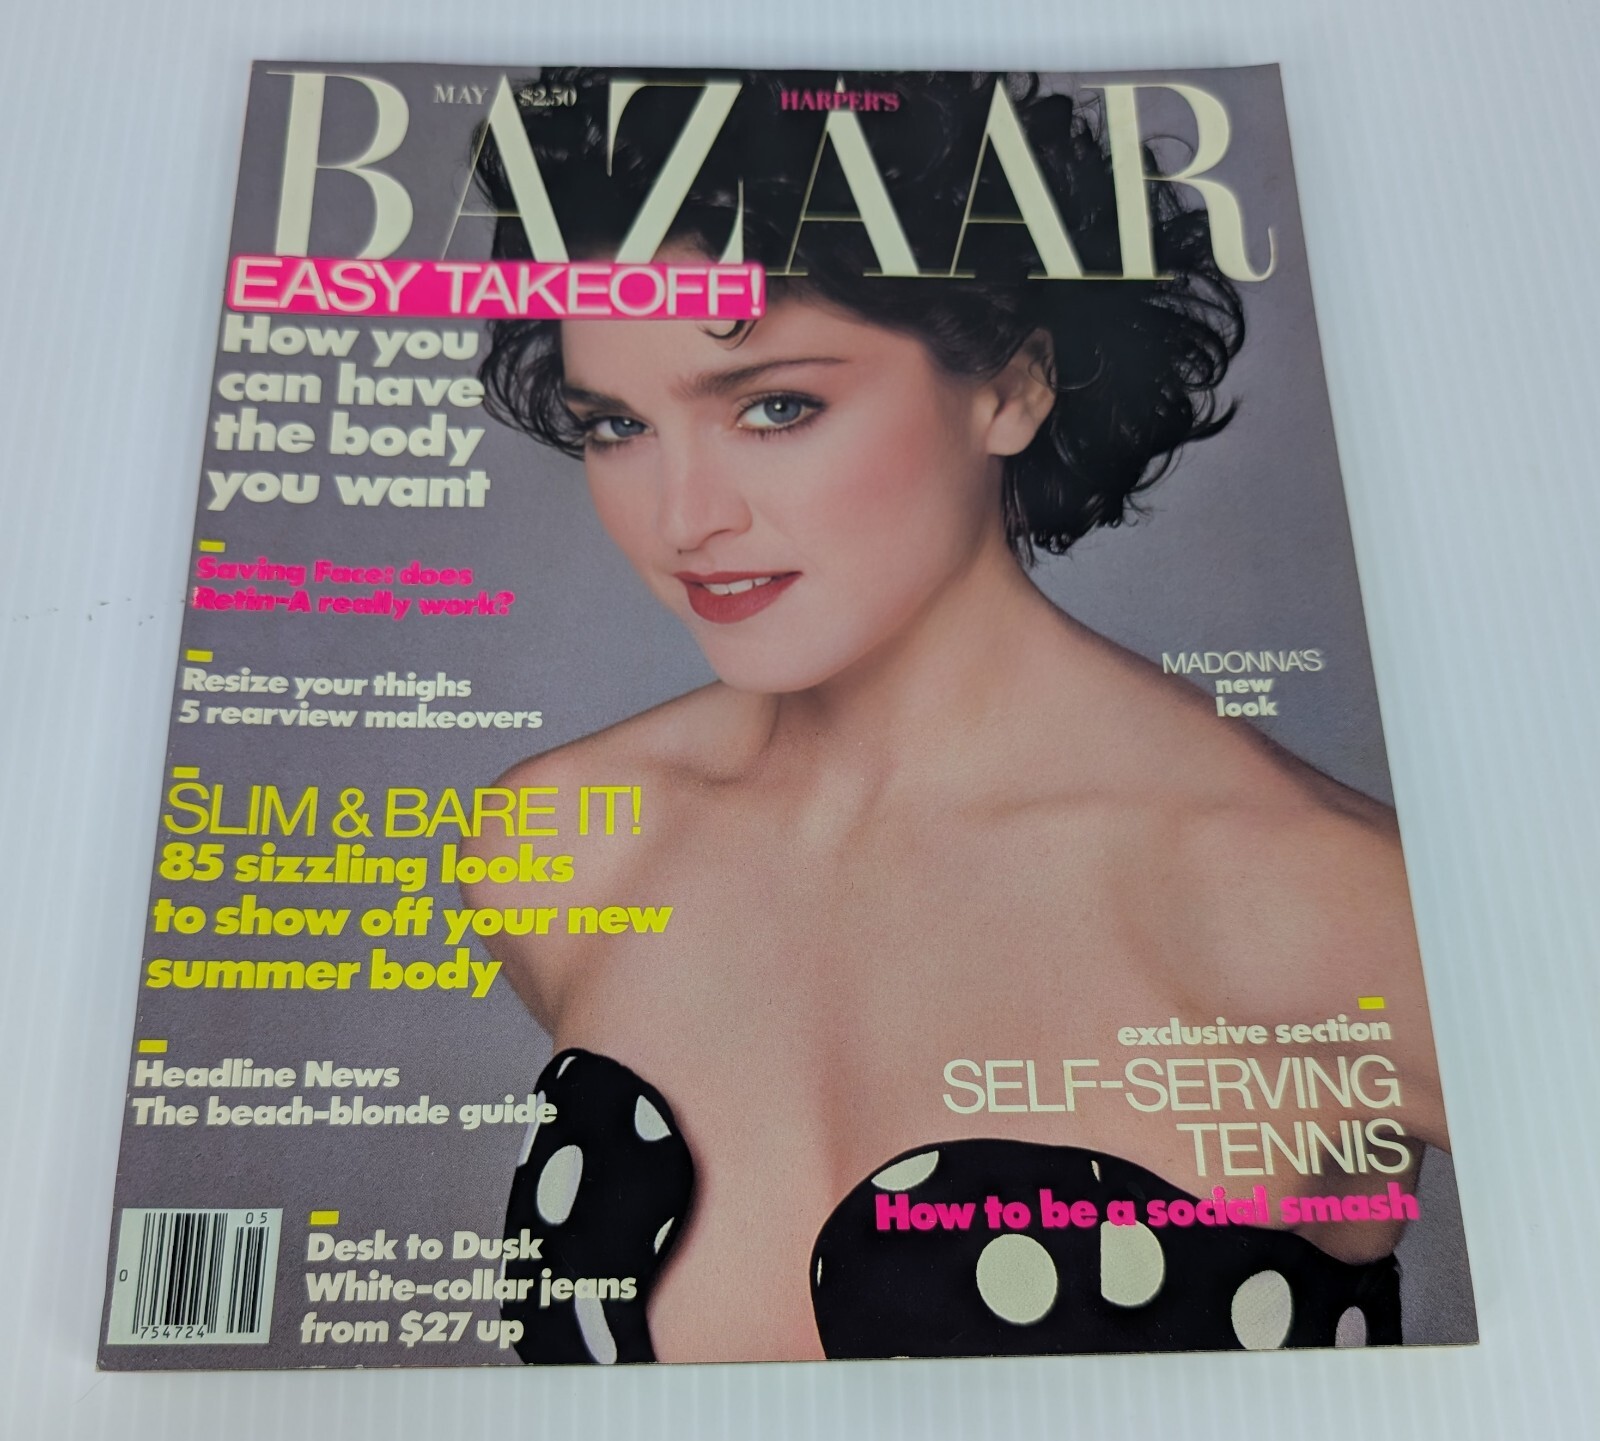 MAY $2.50
HARPER'S
BAZAAR
EASY TAKEOFF!
How you
can have
the body
you want
Saving Face: does
Retin-A really work?
Resize your thighs
5 rearview makeovers
MADONNA'S
new
look
SLIM & BARE IT!
85 sizzling looks
to show off your new
summer body
Headline News
The beach-blonde guide
exclusive section
SELF-SERVING
TENNIS
How to be a social smash
Desk to Dusk
White-collar jeans
from $27 up
05
0
754724